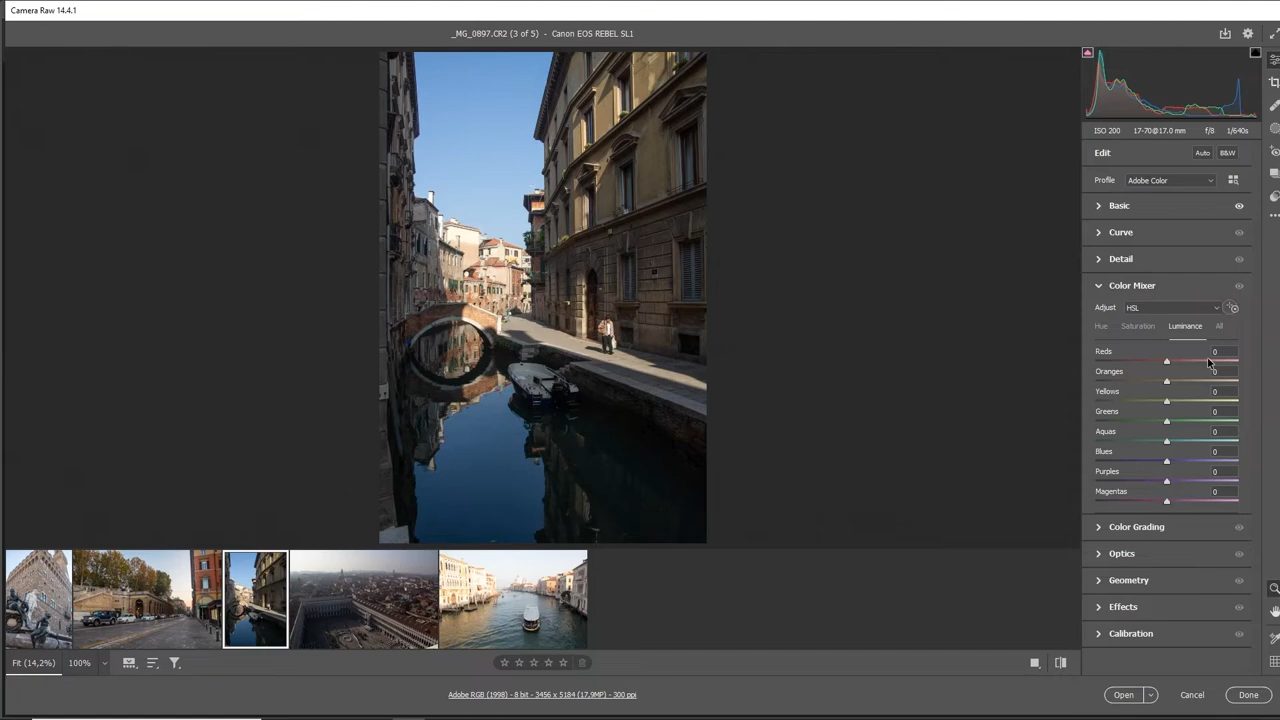 Camera Raw 14.4.1
_MG_0897.CR2 (3 of 5) - Canon EOS REBEL SL1
ISO 200 17-70@17.0 mm f/8 1/640s
Edit Auto B&W
Profile Adobe Color
Basic
Curve
Detail
Color Mixer
Adjust HSL
Hue Saturation Luminance All
Reds 0
Oranges
Yellows 0
Greens 0
Aquas 0
Blues 0
Purples 0
Magentas 0
Color Grading
Optics
Geometry
Effects
Calibration
Fit (14,2%) 100%
Adobe RGB (1998) - 8 bit - 3456 x 5184 (17,9MP) - 300 ppi
Open Cancel Done